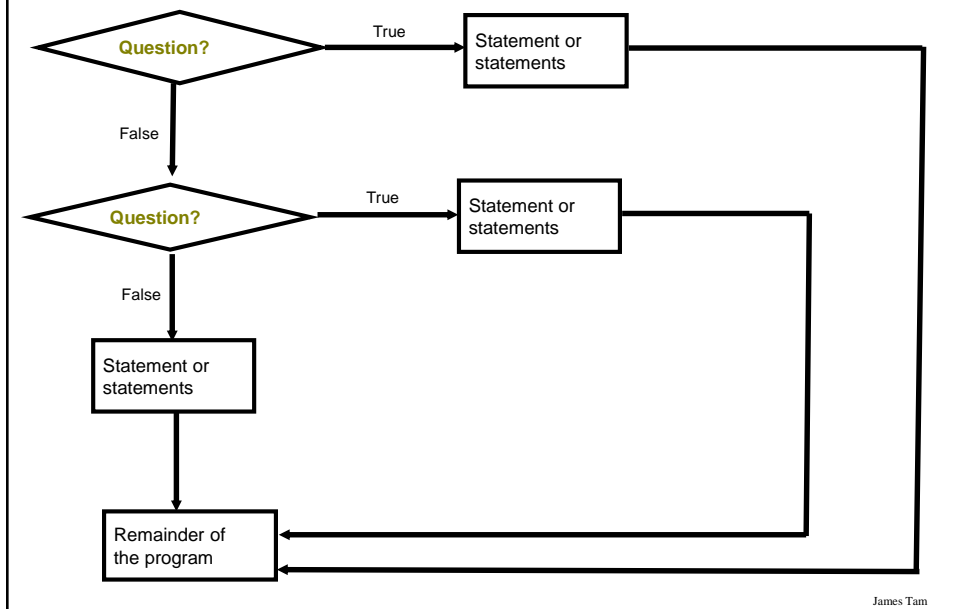 Question?
True
Statement or
statements
False
Question?
True
Statement or
statements
False
Statement or
statements
Remainder of
the program
James Tam